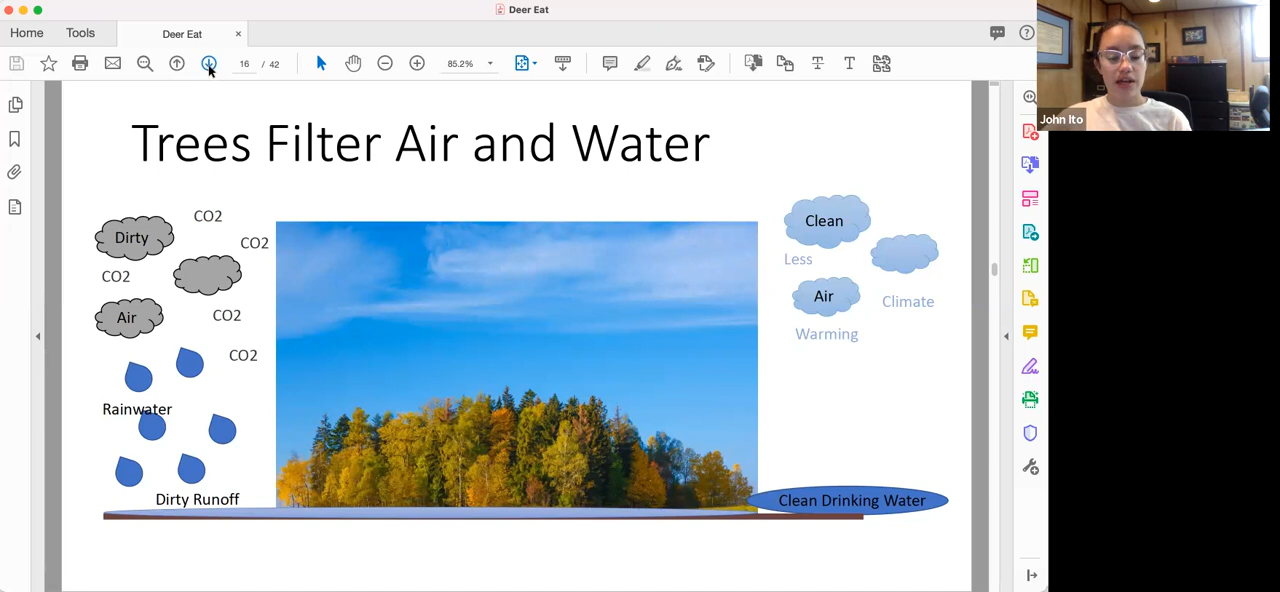 Deer Eat
Home
Tools
Deer Eat
×
16 / 42
85.2%
John Ito
Trees Filter Air and Water
CO2
Dirty
CO2
CO2
Air
CO2
CO2
Rainwater
Dirty Runoff
Clean
Less
Air
Climate
Warming
Clean Drinking Water